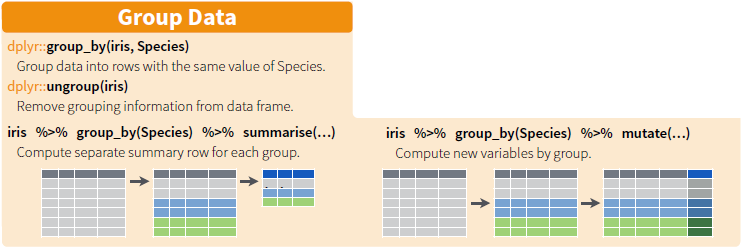 Group Data
dplyr::group_by(iris, Species)
Group data into rows with the same value of Species.
dplyr::ungroup(iris)
Remove grouping information from data frame.
iris %>% group_by(Species) %>% summarise(…)
Compute separate summary row for each group.
iris %>% group_by(Species) %>% mutate(…)
Compute new variables by group.